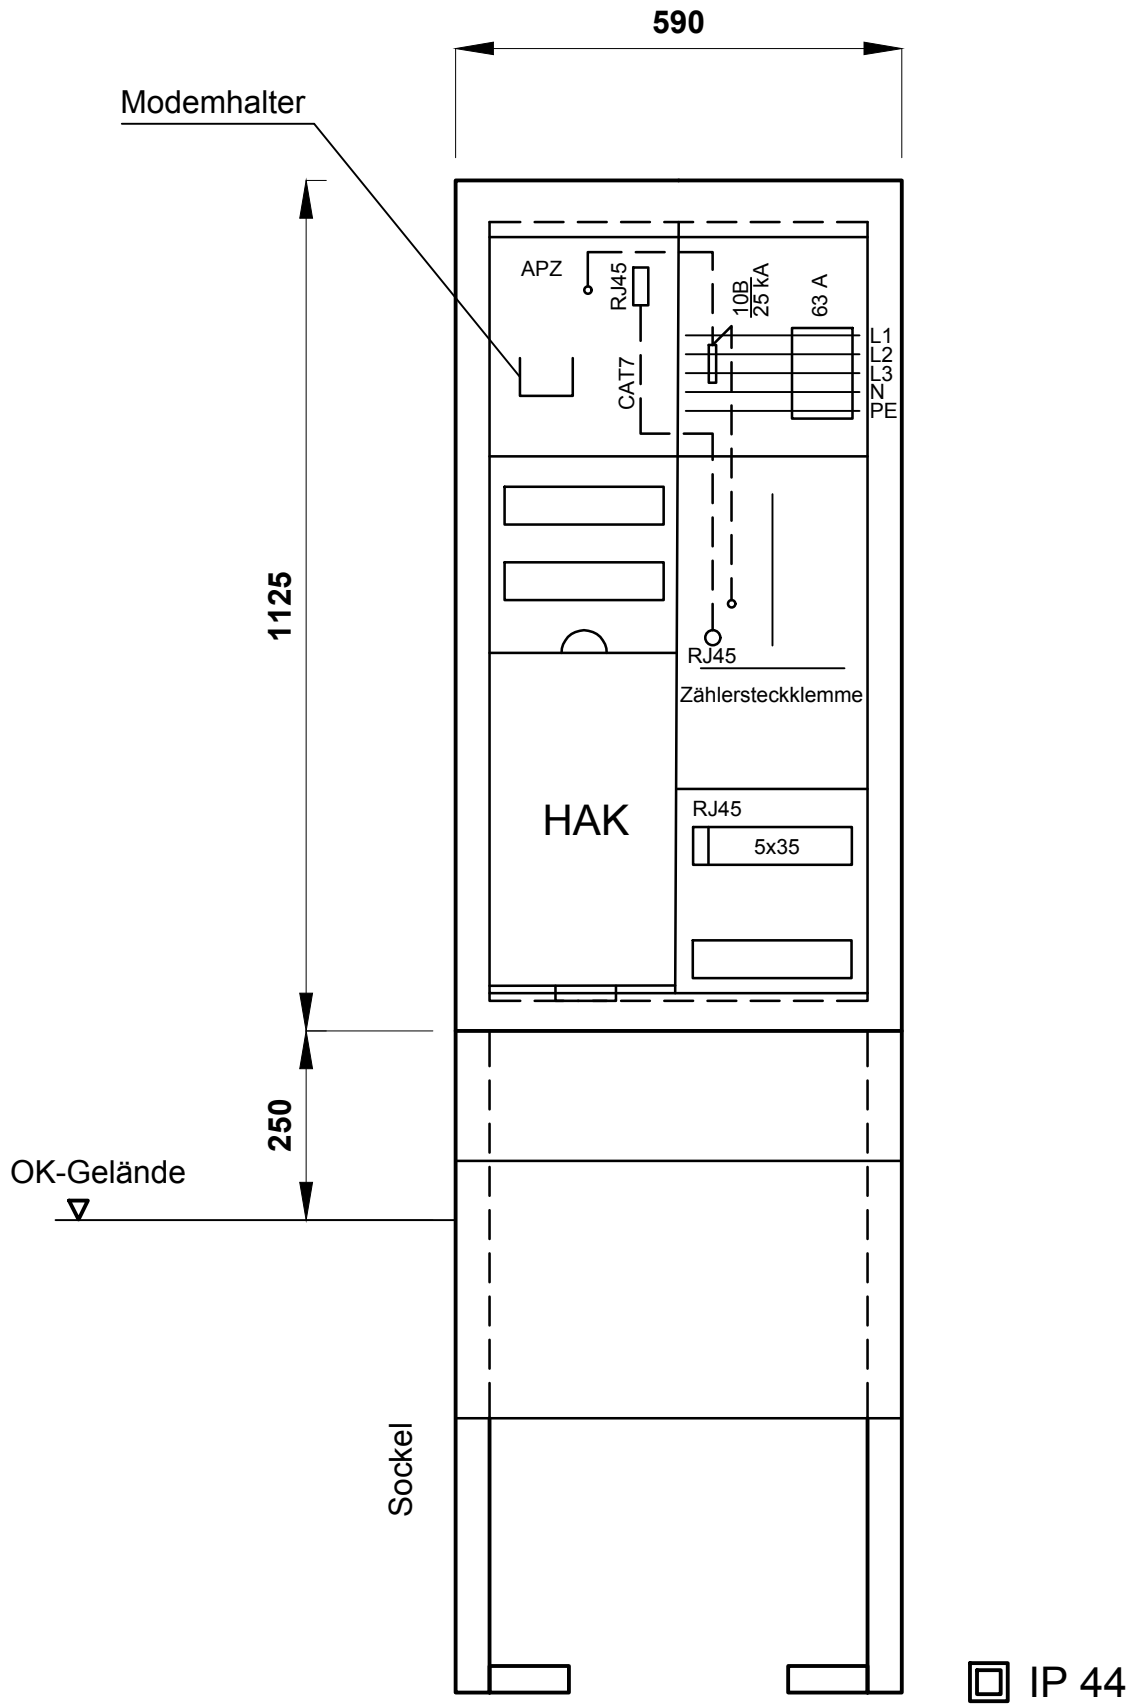 590
Modemhalter
APZ
RJ45
10B
25 kA
63 A
L1
L2
L3
N
PE
CAT7
1125
RJ45
Zählersteckklemme
HAK
RJ45
5x35
250
OK-Gelände
Sockel
IP 44